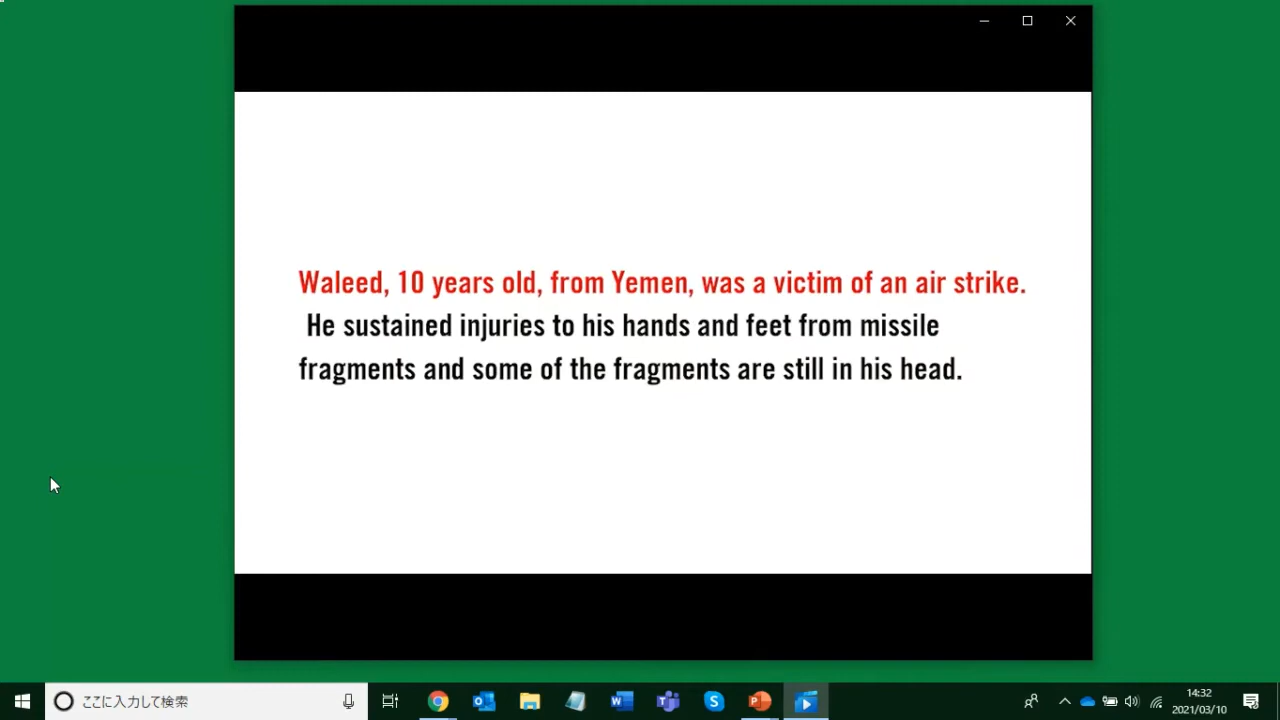 Waleed, 10 years old, from Yemen, was a victim of an air strike.
He sustained injuries to his hands and feet from missile
fragments and some of the fragments are still in his head.
ここに入力して検索
14:32
2021/03/10